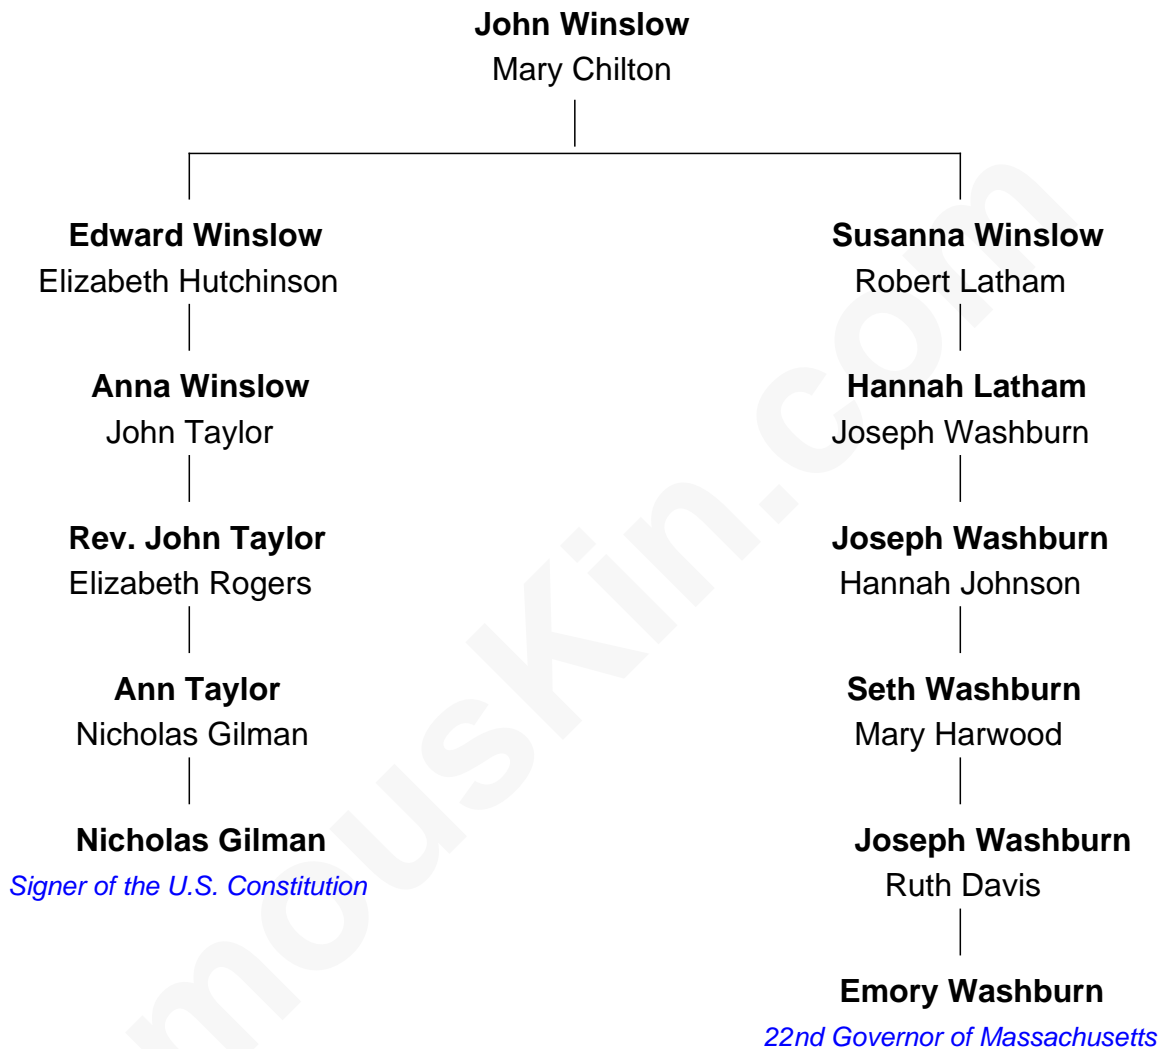 John Winslow
Mary Chilton
Edward Winslow
Elizabeth Hutchinson
Susanna Winslow
Robert Latham
Anna Winslow
John Taylor
Hannah Latham
Joseph Washburn
Rev. John Taylor
Elizabeth Rogers
Joseph Washburn
Hannah Johnson
Ann Taylor
Nicholas Gilman
Seth Washburn
Mary Harwood
Nicholas Gilman
Signer of the U.S. Constitution
Joseph Washburn
Ruth Davis
Emory Washburn
22nd Governor of Massachusetts
mousKin.com